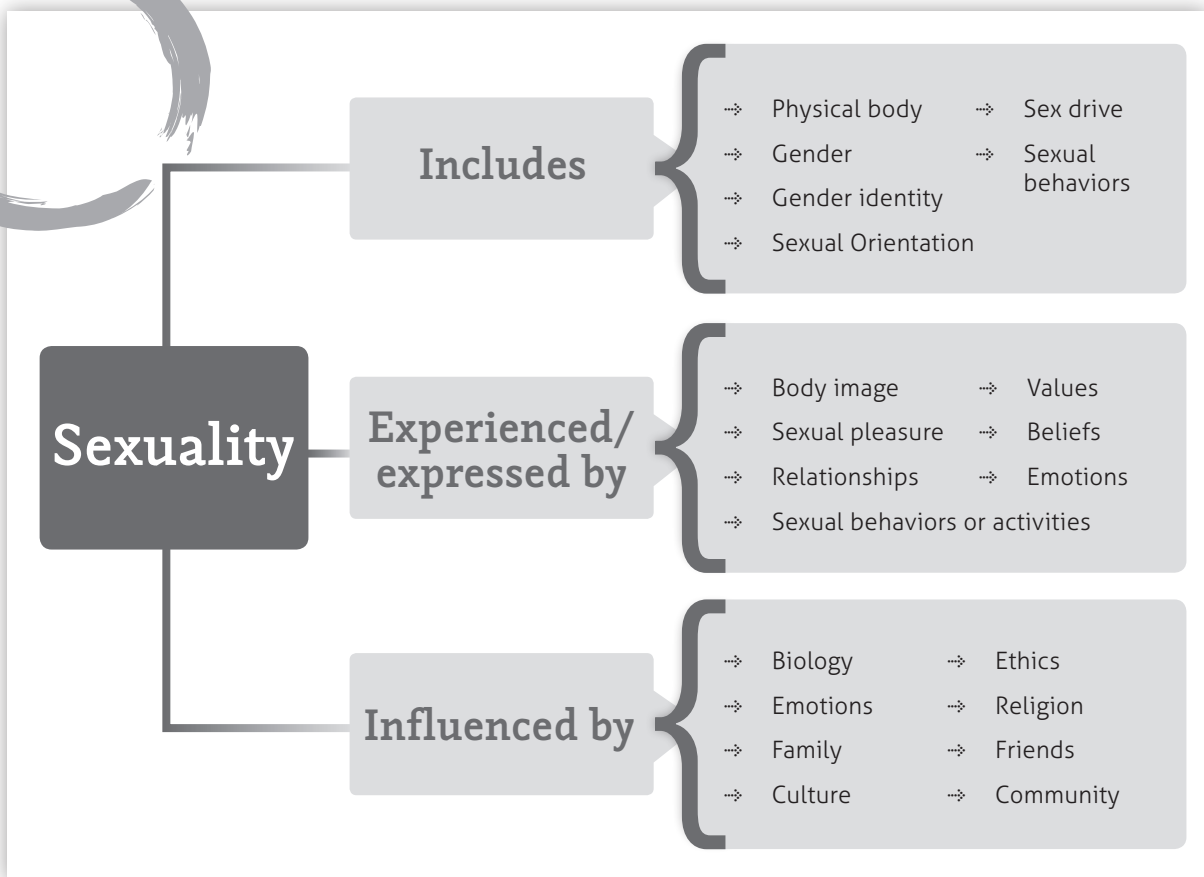 Sexuality
Includes
Physical body
Gender
Gender identity
Sexual Orientation
Sex drive
Sexual
behaviors
Experienced/
expressed by
Body image
Sexual pleasure
Relationships
Sexual behaviors or activities
Values
Beliefs
Emotions
Influenced by
Biology
Emotions
Family
Culture
Ethics
Religion
Friends
Community